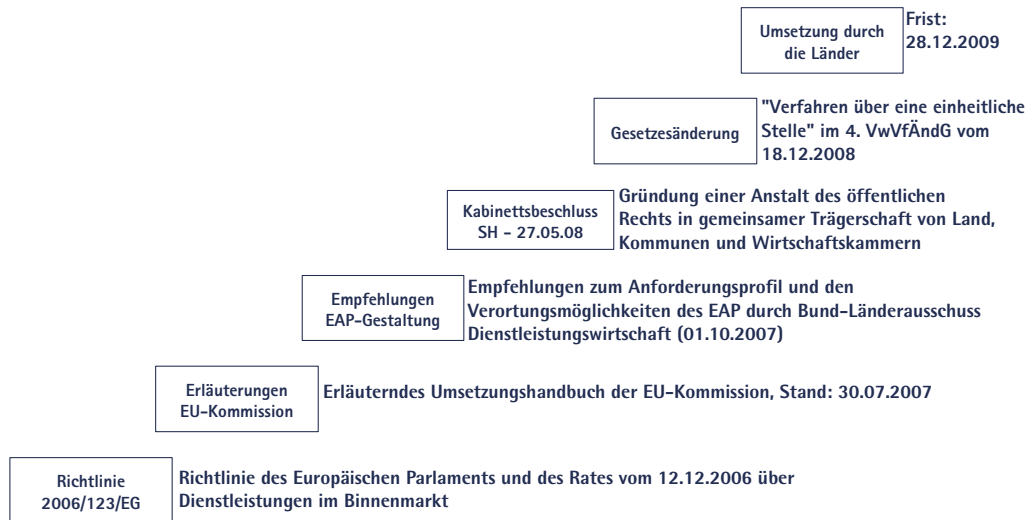 Umsetzung durch
die Länder
Frist:
28.12.2009
Gesetzesänderung
"Verfahren über eine einheitliche
Stelle" im 4. VwVfÄndG vom
18.12.2008
Kabinettsbeschluss
SH - 27.05.08
Gründung einer Anstalt des öffentlichen
Rechts in gemeinsamer Trägerschaft von Land,
Kommunen und Wirtschaftskammern
Empfehlungen
EAP-Gestaltung
Empfehlungen zum Anforderungsprofil und den
Verortungsmöglichkeiten des EAP durch Bund-Länderausschuss
Dienstleistungswirtschaft (01.10.2007)
Erläuterungen
EU-Kommission
Erläuterndes Umsetzungshandbuch der EU-Kommission, Stand: 30.07.2007
Richtlinie
2006/123/EG
Richtlinie des Europäischen Parlaments und des Rates vom 12.12.2006 über
Dienstleistungen im Binnenmarkt